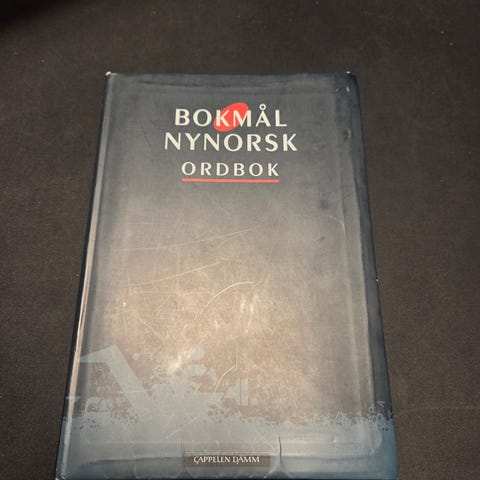 BOKMÅL
NYNORSK
ORDBOK
CAPPELEN DAMM